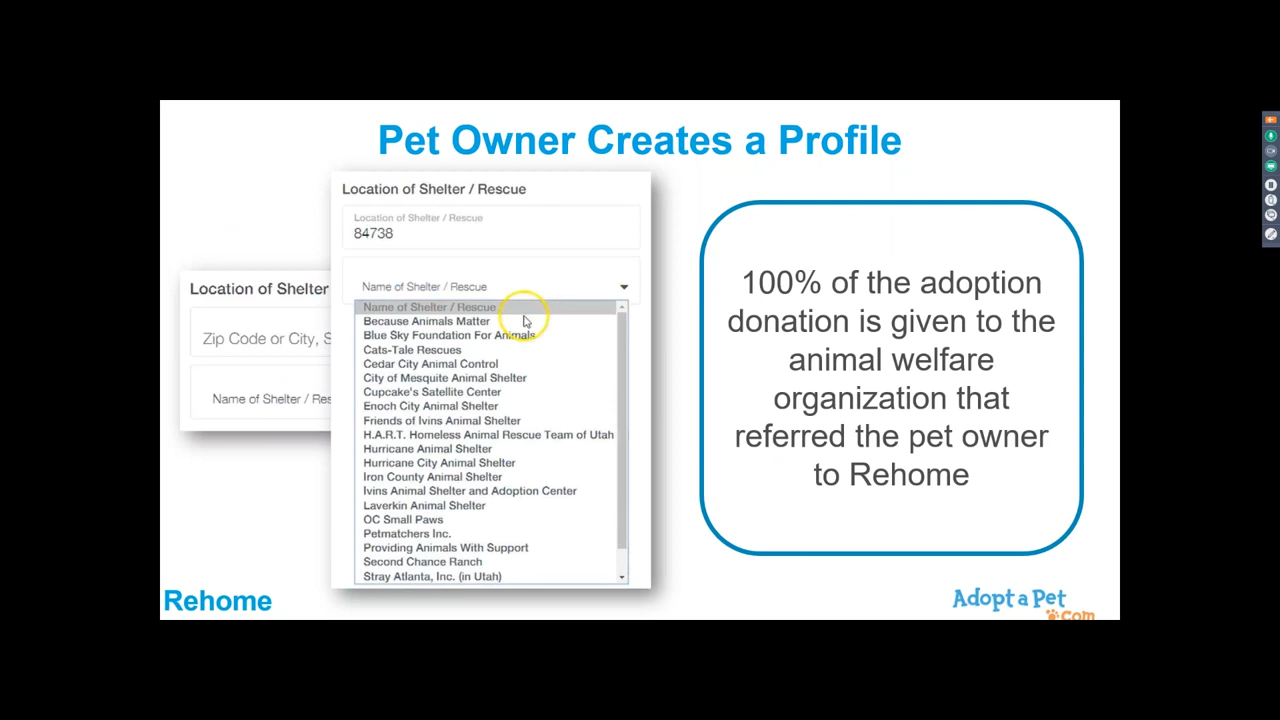 Pet Owner Creates a Profile
Location of Shelter
Zip Code or City, S
Name of Shelter / Res
Location of Shelter / Rescue
Location of Shelter / Rescue
84738
Name of Shelter / Rescue
Name of Shelter / Rescue
Because Animals Matter
Blue Sky Foundation For Animals
Cats-Tale Rescues
Cedar City Animal Control
City of Mesquite Animal Shelter
Cupcake's Satellite Center
Enoch City Animal Shelter
Friends of Ivins Animal Shelter
H.A.R.T. Homeless Animal Rescue Team of Utah
Hurricane Animal Shelter
Hurricane City Animal Shelter
Iron County Animal Shelter
Ivins Animal Shelter and Adoption Center
Laverkin Animal Shelter
OC Small Paws
Petmatchers Inc.
Providing Animals With Support
Second Chance Ranch
Stray Atlanta, Inc. (in Utah)
100% of the adoption
donation is given to the
animal welfare
organization that
referred the pet owner
to Rehome
Rehome
Adopt a Pet
.com